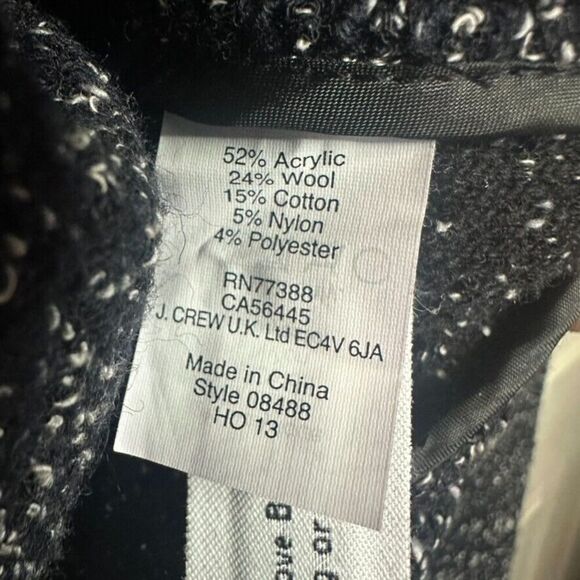 52% Acrylic
24% Wool
15% Cotton
5% Nylon
4% Polyester
RN77388
CA56445
J. CREW U.K. Ltd EC4V 6JA
Made in China
Style 08488
HO 13